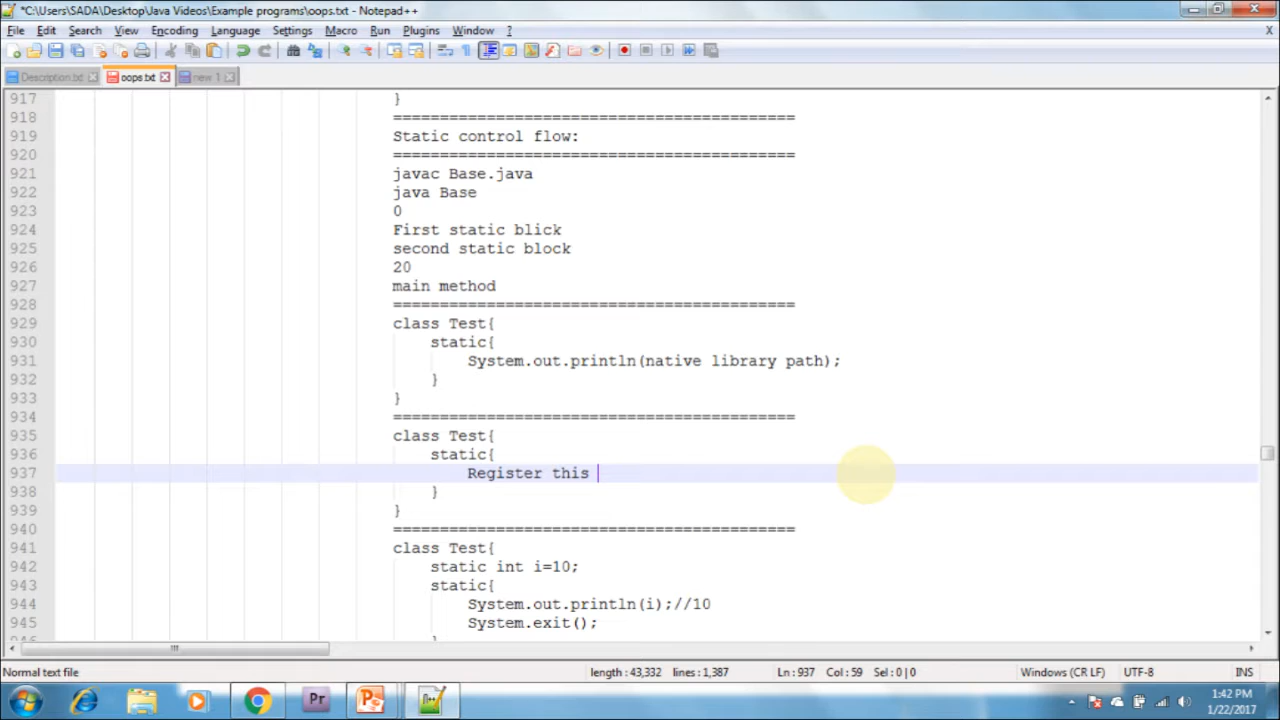 *C:\Users\SADA\Desktop\Java Videos\Example programs\oops.txt - Notepad++
File Edit Search View Encoding Language Settings Macro Run Plugins Window ? X
Description.txt oops.txt new 1
917 }
918 ===========================================
919 Static control flow:
920 ===========================================
921 javac Base.java
922 java Base
923 0
924 First static blick
925 second static block
926 20
927 main method
928 ===========================================
929 class Test{
930 static{
931 System.out.println(native library path);
932 }
933 }
934 ===========================================
935 class Test{
936 static{
937 Register this
938 }
939 }
940 ===========================================
941 class Test{
942 static int i=10;
943 static{
944 System.out.println(i);//10
945 System.exit();
946 }
Normal text file length : 43,332 lines : 1,387 Ln : 937 Col : 59 Sel : 0 | 0 Windows (CR LF) UTF-8 INS
Pr
1:42 PM
1/22/2017